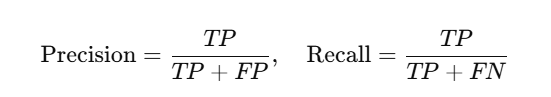 Precision = TP / (TP + FP), Recall = TP / (TP + FN)